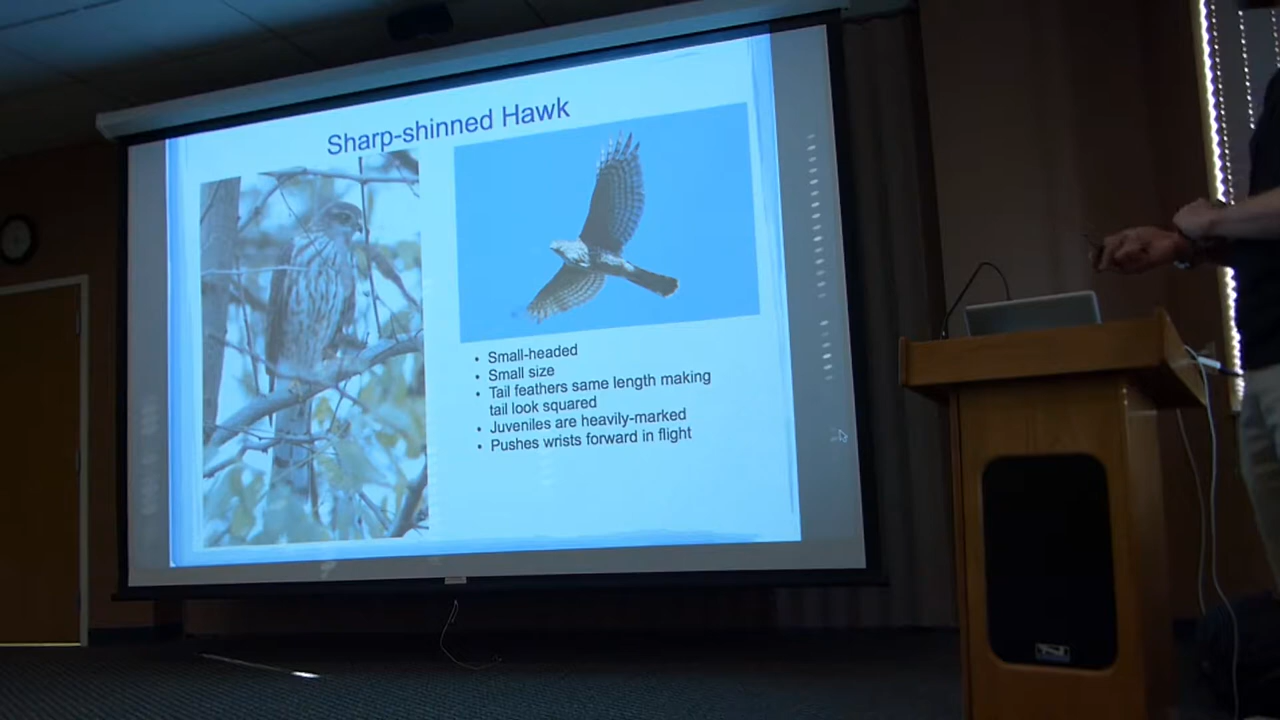 Sharp-shinned Hawk
• Small-headed
• Small size
• Tail feathers same length making
tail look squared
• Juveniles are heavily-marked
• Pushes wrists forward in flight